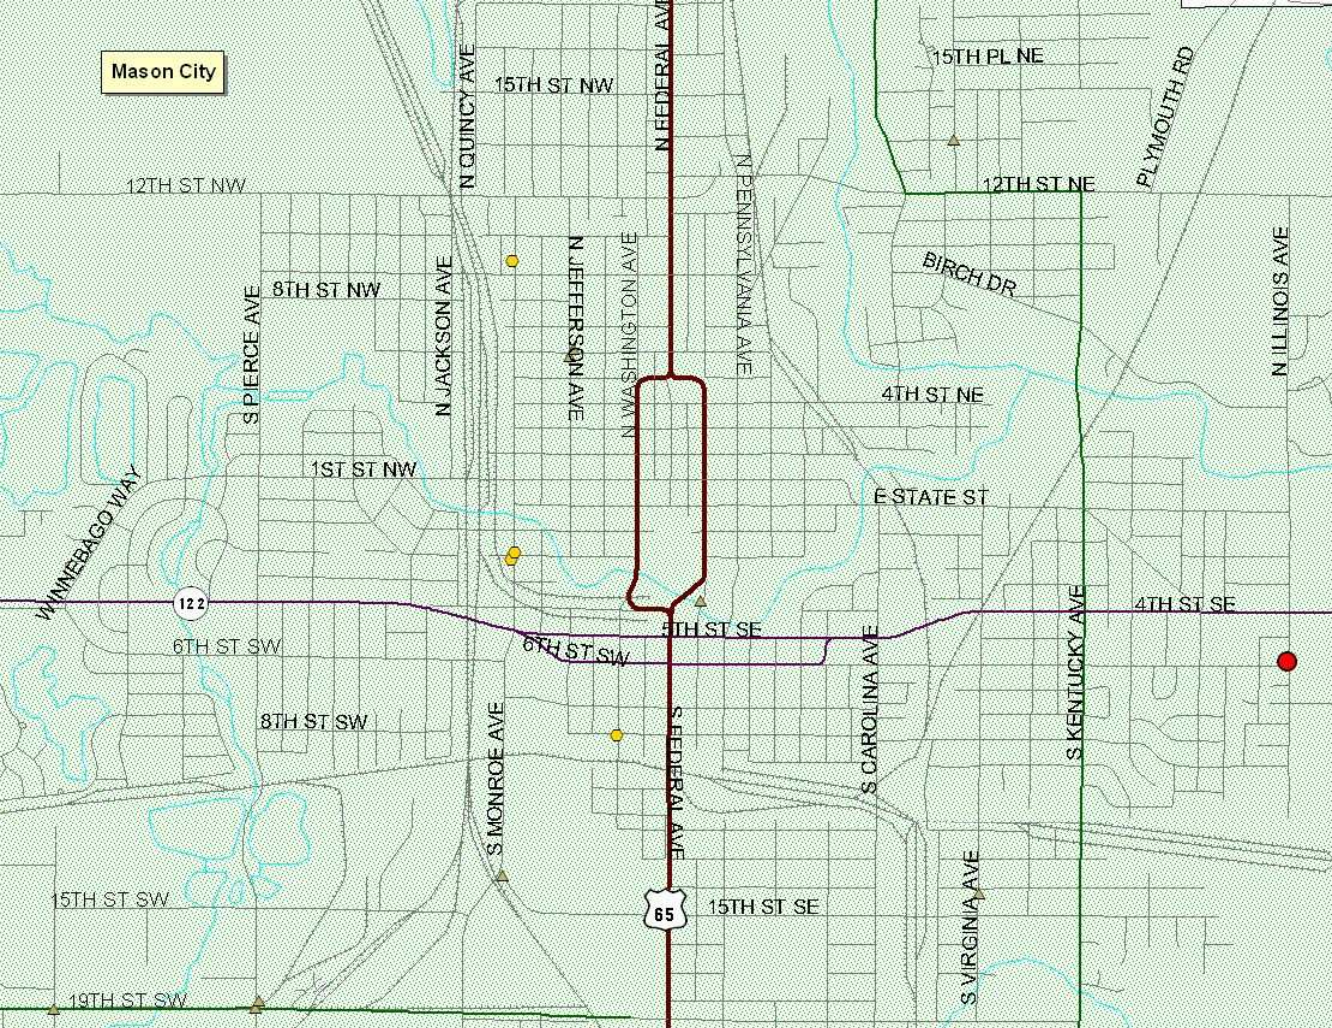 Mason City
N QUINCY AVE
15TH ST NW
N FEDERAL AVE
15TH PL NE
PLYMOUTH RD
12TH ST NW
N PENNSYLVANIA AVE
12TH ST NE
N JEFFERSON AVE
N WASHINGTON AVE
BIRCH DR
N ILLINOIS AVE
8TH ST NW
N JACKSON AVE
S PIERCE AVE
4TH ST NE
1ST ST NW
E STATE ST
WINNEBAGO WAY
122
4TH ST SE
5TH ST SE
6TH ST SW
6TH ST SW
S CAROLINA AVE
S KENTUCKY AVE
8TH ST SW
S MONROE AVE
S FEDERAL AVE
15TH ST SW
65
15TH ST SE
S VIRGINIA AVE
19TH ST SW